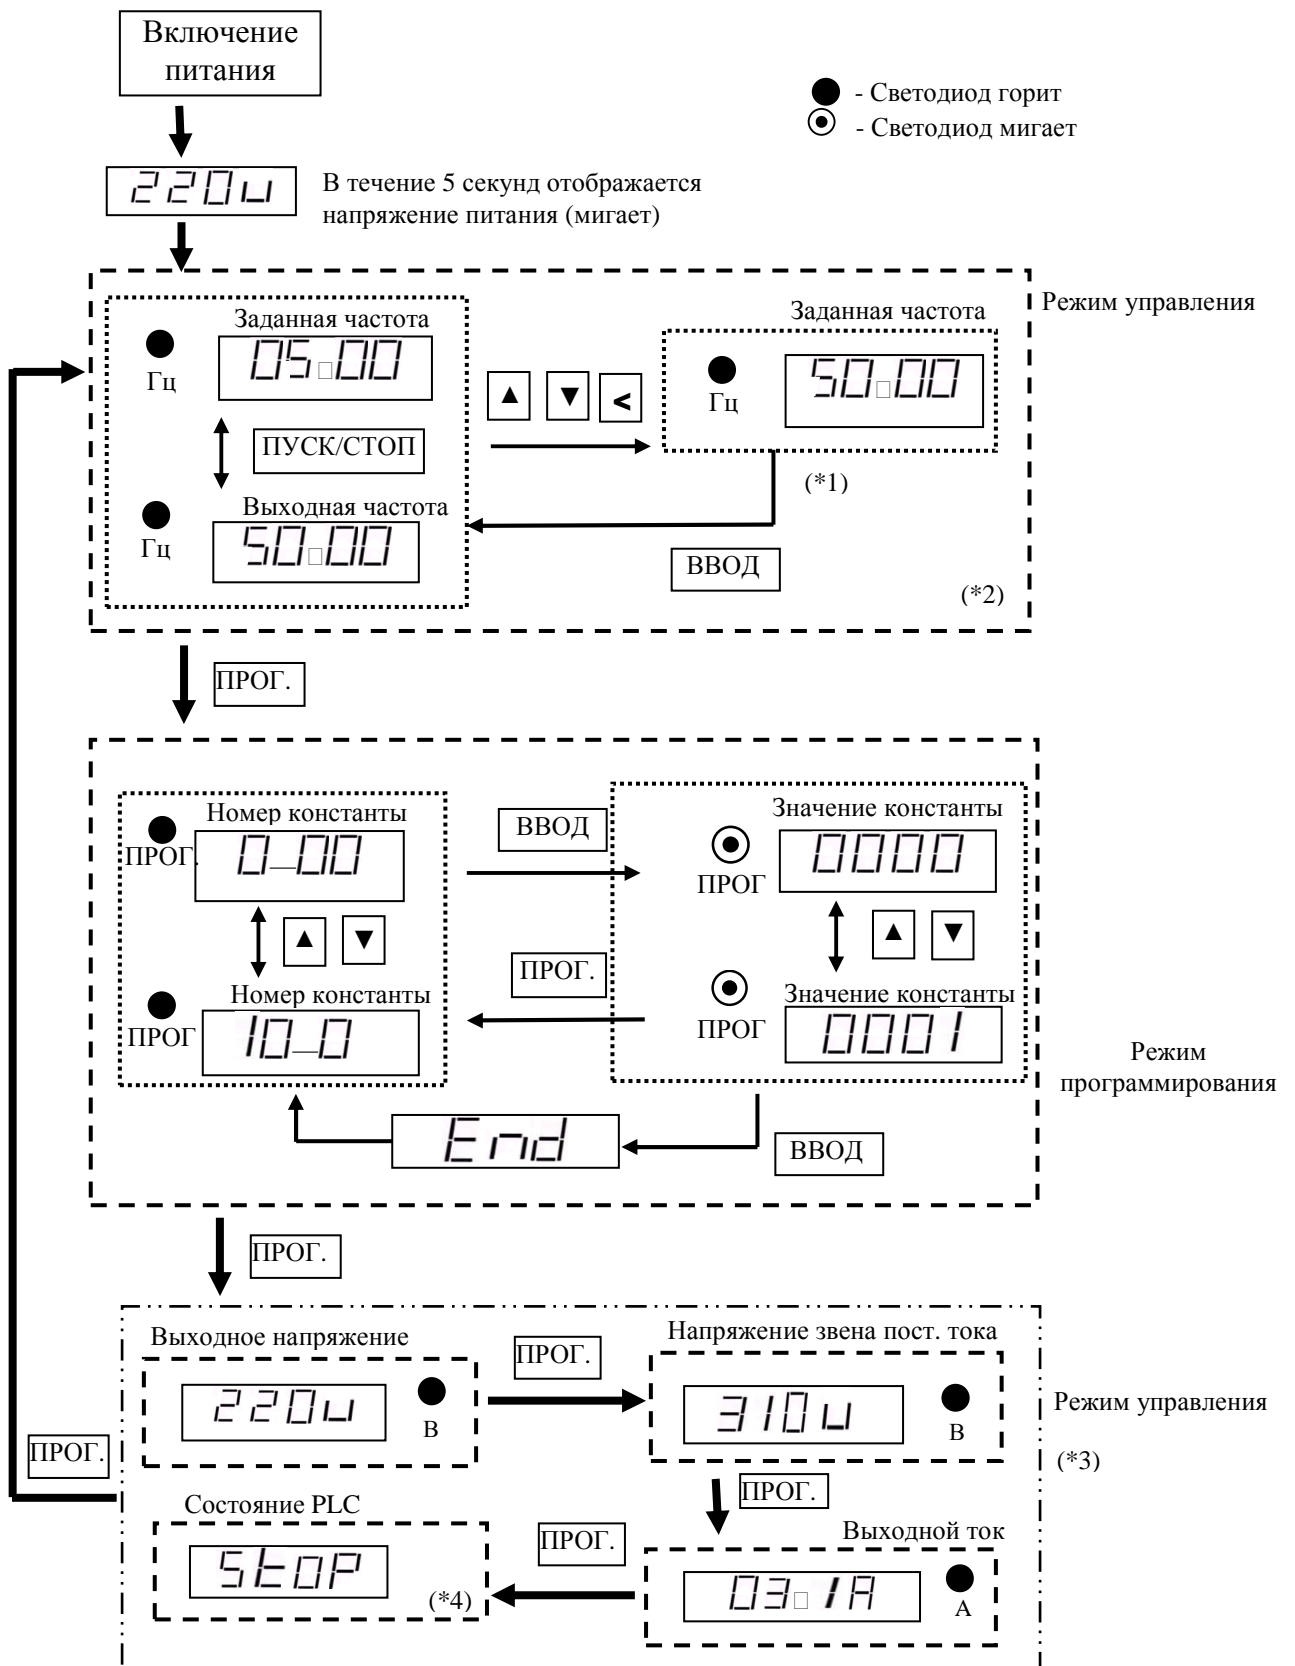 Включение
питания
- Светодиод горит
- Светодиод мигает
220u
В течение 5 секунд отображается
напряжение питания (мигает)
Режим управления
Заданная частота
05.00
Гц
▲ ▼ <
Заданная частота
50.00
Гц
ПУСК/СТОП
(*1)
Выходная частота
50.00
Гц
ВВОД
(*2)
ПРОГ.
Номер константы
0—00
ПРОГ.
ВВОД
Значение константы
0000
ПРОГ
▲ ▼
ПРОГ.
▲ ▼
Номер константы
10—0
ПРОГ
Значение константы
0001
ПРОГ
Режим
программирования
End
ВВОД
ПРОГ.
Выходное напряжение
220u
В
ПРОГ.
Напряжение звена пост. тока
310u
В
Режим управления
(*3)
ПРОГ.
ПРОГ.
Состояние PLC
StoP
(*4)
ПРОГ.
Выходной ток
03.1A
А